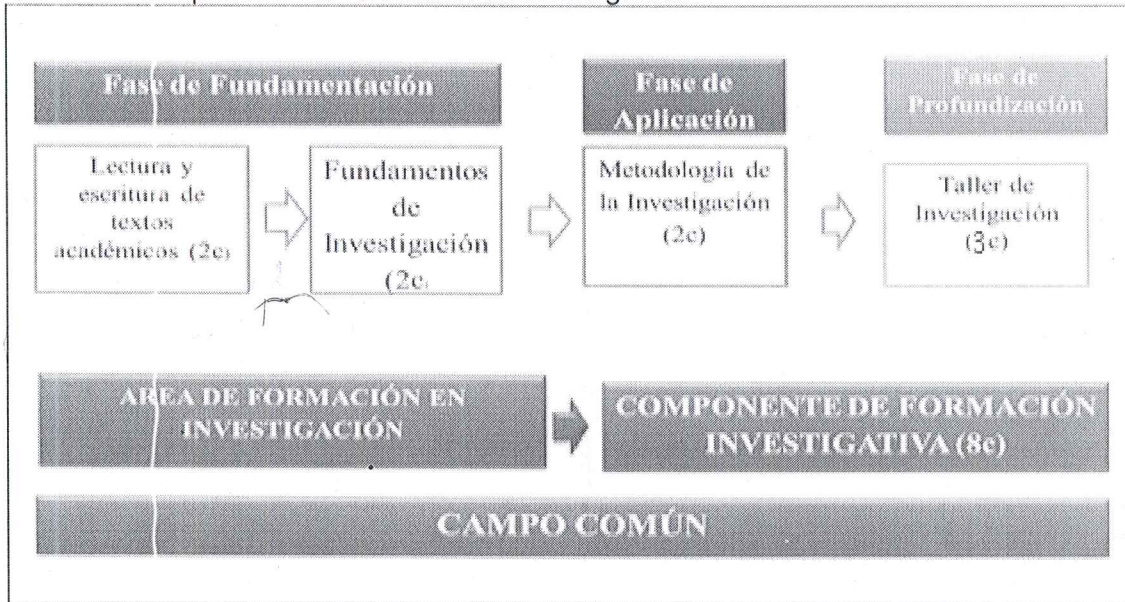 Fase de Fundamentación
Fase de
Aplicación
Fase de
Profundización
Lectura y
escritura de
textos
académicos (2c)
Fundamentos
de
Investigación
(2c)
Metodología de
la Investigación
(2c)
Taller de
Investigación
(3c)
AREA DE FORMACIÓN EN
INVESTIGACIÓN
COMPONENTE DE FORMACIÓN
INVESTIGATIVA (8c)
CAMPO COMÚN